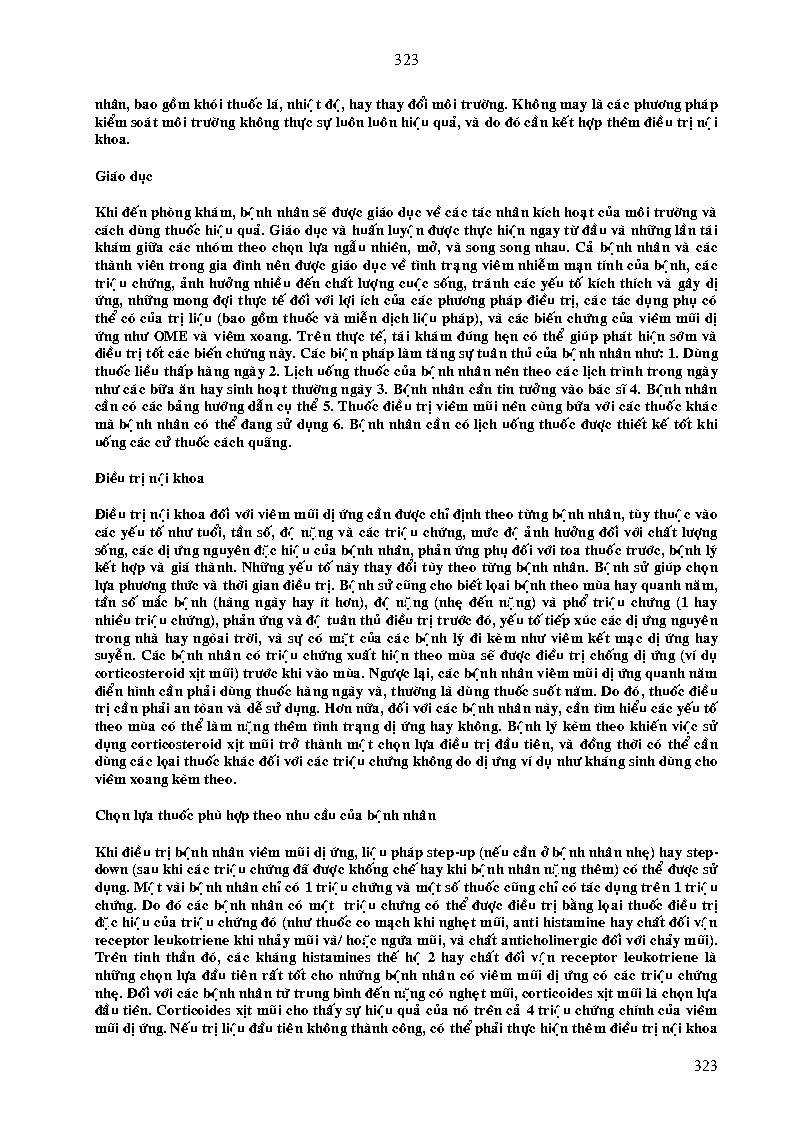 323
nhân, bao gồm khói thuốc lá, nhiệt độ, hay thay đổi môi trường. Không may là các phương pháp
kiểm soát môi trường không thực sự luôn luôn hiệu quả, và do đó cần kết hợp thêm điều trị nội
khoa.
Giáo dục
Khi đến phòng khám, bệnh nhân sẽ được giáo dục về các tác nhân kích hoạt của môi trường và
cách dùng thuốc hiệu quả. Giáo dục và huấn luyện được thực hiện ngay từ đầu và những lần tái
khám giữa các nhóm theo chọn lựa ngẫu nhiên, mở, và song song nhau. Cả bệnh nhân và các
thành viên trong gia đình nên được giáo dục về tình trạng viêm nhiễm mạn tính của bệnh, các
triệu chứng, ảnh hưởng nhiều đến chất lượng cuộc sống, tránh các yếu tố kích thích và gây dị
ứng, những mong đợi thực tế đối với lợi ích của các phương pháp điều trị, các tác dụng phụ có
thể có của trị liệu (bao gồm thuốc và miễn dịch liệu pháp), và các biến chứng của viêm mũi dị
ứng như OME và viêm xoang. Trên thực tế, tái khám đúng hẹn có thể giúp phát hiện sớm và
điều trị tốt các biến chứng này. Các biện pháp làm tăng sự tuân thủ của bệnh nhân như: 1. Dùng
thuốc liều thấp hàng ngày 2. Lịch uống thuốc của bệnh nhân nên theo các lịch trình trong ngày
như các bữa ăn hay sinh hoạt thường ngày 3. Bệnh nhân cần tin tưởng vào bác sĩ 4. Bệnh nhân
cần có các bảng hướng dẫn cụ thể 5. Thuốc điều trị viêm mũi nên cùng bữa với các thuốc khác
mà bệnh nhân có thể đang sử dụng 6. Bệnh nhân cần có lịch uống thuốc được thiết kế tốt khi
uống các cử thuốc cách quãng.
Điều trị nội khoa
Điều trị nội khoa đối với viêm mũi dị ứng cần được chỉ định theo từng bệnh nhân, tùy thuộc vào
các yếu tố như tuổi, tần số, độ nặng và các triệu chứng, mức độ ảnh hưởng đối với chất lượng
sống, các dị ứng nguyên đặc hiệu của bệnh nhân, phản ứng phụ đối với toa thuốc trước, bệnh lý
kết hợp và giá thành. Những yếu tố này thay đổi tùy theo từng bệnh nhân. Bệnh sử giúp chọn
lựa phương thức và thời gian điều trị. Bệnh sử cũng cho biết lọai bệnh theo mùa hay quanh năm,
tần số mắc bệnh (hàng ngày hay ít hơn), độ nặng (nhẹ đến nặng) và phổ triệu chứng (1 hay
nhiều triệu chứng), phản ứng và độ tuân thủ điều trị trước đó, yếu tố tiếp xúc các dị ứng nguyên
trong nhà hay ngòai trời, và sự có mặt của các bệnh lý đi kèm như viêm kết mạc dị ứng hay
suyễn. Các bệnh nhân có triệu chứng xuất hiện theo mùa sẽ được điều trị chống dị ứng (ví dụ
corticosteroid xịt mũi) trước khi vào mùa. Ngược lại, các bệnh nhân viêm mũi dị ứng quanh năm
điển hình cần phải dùng thuốc hàng ngày và, thường là dùng thuốc suốt năm. Do đó, thuốc điều
trị cần phải an tòan và dễ sử dụng. Hơn nữa, đối với các bệnh nhân này, cần tìm hiểu các yếu tố
theo mùa có thể làm nặng thêm tình trạng dị ứng hay không. Bệnh lý kèm theo khiến việc sử
dụng corticosteroid xịt mũi trở thành một chọn lựa điều trị đầu tiên, và đồng thời có thể cần
dùng các lọai thuốc khác đối với các triệu chứng không do dị ứng ví dụ như kháng sinh dùng cho
viêm xoang kèm theo.
Chọn lựa thuốc phù hợp theo nhu cầu của bệnh nhân
Khi điều trị bệnh nhân viêm mũi dị ứng, liệu pháp step-up (nếu cần ở bệnh nhân nhẹ) hay step-
down (sau khi các triệu chứng đã được khống chế hay khi bệnh nhân nặng thêm) có thể được sử
dụng. Một vài bệnh nhân chỉ có 1 triệu chứng và một số thuốc cũng chỉ có tác dụng trên 1 triệu
chứng. Do đó các bệnh nhân có một triệu chứng có thể được điều trị bằng lọai thuốc điều trị
đặc hiệu của triệu chứng đó (như thuốc co mạch khi nghẹt mũi, anti histamine hay chất đối vận
receptor leukotriene khi nhảy mũi và/ hoặc ngứa mũi, và chất anticholinergic đối với chảy mũi).
Trên tinh thần đó, các kháng histamines thế hệ 2 hay chất đối vận receptor leukotriene là
những chọn lựa đầu tiên rất tốt cho những bệnh nhân có viêm mũi dị ứng có các triệu chứng
nhẹ. Đối với các bệnh nhân từ trung bình đến nặng có nghẹt mũi, corticoides xịt mũi là chọn lựa
đầu tiên. Corticoides xịt mũi cho thấy sự hiệu quả của nó trên cả 4 triệu chứng chính của viêm
mũi dị ứng. Nếu trị liệu đầu tiên không thành công, có thể phải thực hiện thêm điều trị nội khoa
323